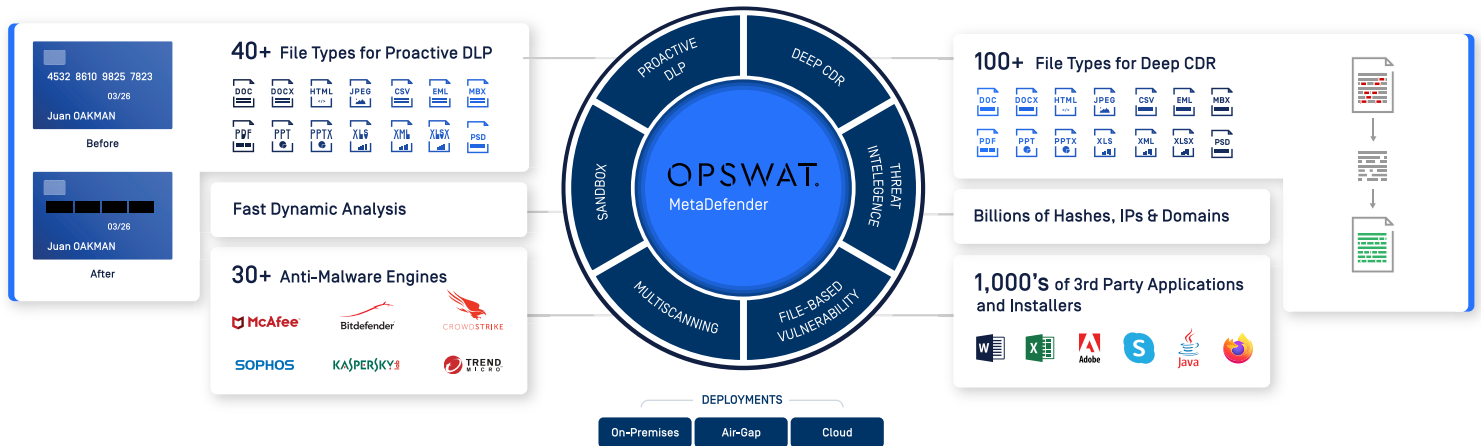 4532 8610 9825 7823
03/26
Juan OAKMAN
Before
03/26
Juan OAKMAN
After
40+ File Types for Proactive DLP
DOC DOCX HTML JPEG CSV EML MBX
PDF PPT PPTX XLS XML XLSX PSD
Fast Dynamic Analysis
30+ Anti-Malware Engines
McAfee Bitdefender CROWDSTRIKE
SOPHOS KASPERSKY LAB TREND MICRO
PROACTIVE
DLP
DEEP CDR
SANDBOX
THREAT
INTELEGENCE
MULTISCANNING
FILE-BASED
VULNERABILITY
OPSWAT.
MetaDefender
DEPLOYMENTS
On-Premises Air-Gap Cloud
100+ File Types for Deep CDR
DOC DOCX HTML JPEG CSV EML MBX
PDF PPT PPTX XLS XML XLSX PSD
Billions of Hashes, IPs & Domains
1,000's of 3rd Party Applications
and Installers
W X Adobe S Java